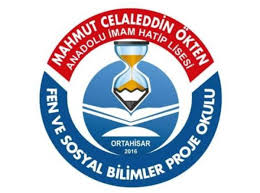 MAHMUT CELALEDDİN ÖKTEN
ANADOLU İMAM HATİP LİSESİ
ORTAHİSAR
2016
FEN VE SOSYAL BİLİMLER PROJE OKULU